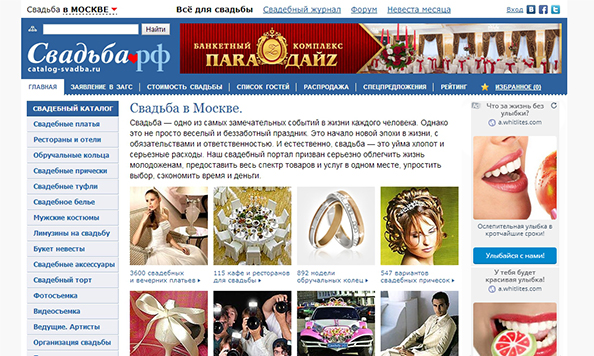 Свадьба в МОСКВЕ
Всё для свадьбы
Свадебный журнал
Форум
Невеста месяца
Вход
Найти
Свадьба.рф
catalog-svadba.ru
БАНКЕТНЫЙ КОМПЛЕКС
ПАRАДАЙZ
ГЛАВНАЯ
ЗАЯВЛЕНИЕ В ЗАГС
СТОИМОСТЬ СВАДЬБЫ
СПИСОК ГОСТЕЙ
РАСПРОДАЖА
СПЕЦПРЕДЛОЖЕНИЯ
РЕЙТИНГ
ИЗБРАННОЕ (0)
СВАДЕБНЫЙ КАТАЛОГ
Свадебные платья
Рестораны и отели
Обручальные кольца
Свадебные прически
Свадебные туфли
Свадебное белье
Мужские костюмы
Лимузины на свадьбу
Букет невесты
Свадебные аксессуары
Свадебный торт
Фотосъемка
Видеосъемка
Ведущие. Артисты
Организация свадьбы
Свадьба в Москве.
Свадьба — одно из самых замечательных событий в жизни каждого человека. Однако
это не просто веселый и беззаботный праздник. Это начало новой эпохи в жизни, с
обязательствами и ответственностью. И естественно, свадьба — это уйма хлопот и
серьезные расходы. Наш свадебный портал призван серьезно облегчить жизнь
молодоженам, предоставить весь спектр товаров и услуг в одном месте, упростить
выбор, сэкономить время и деньги.
3600 свадебных
и вечерних платьев
115 кафе и ресторанов
для свадьбы
892 модели
обручальных колец
547 вариантов
свадебных причесок
Что за жизнь без
улыбки?
a.whitlites.com
Ослепительная улыбка в
кротчайшие сроки!
Улыбайся с нами!
У тебя будет
красивая улыбка!
a.whitlites.com